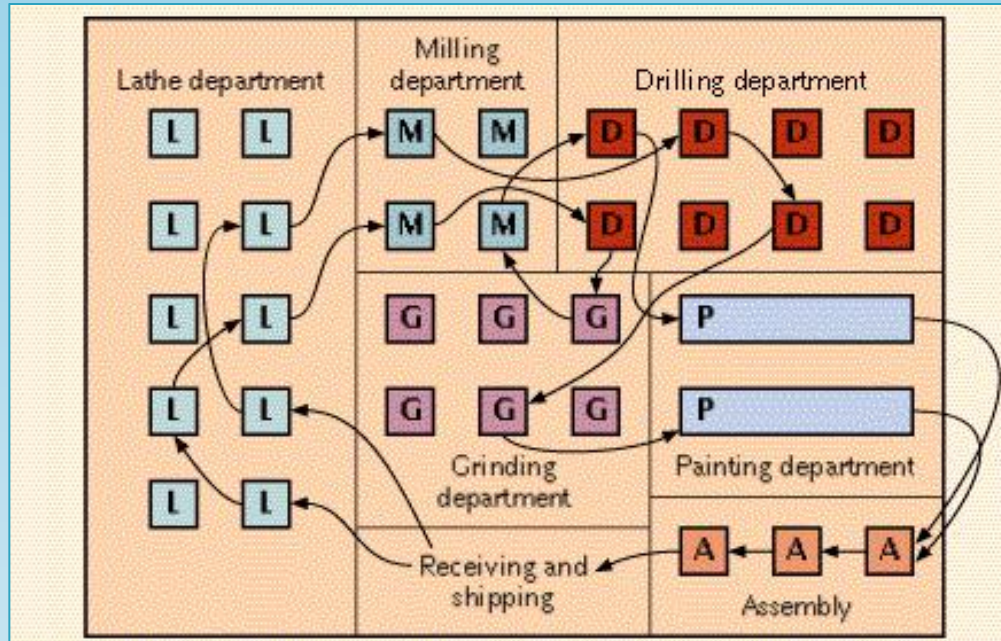 Lathe department
Milling
department
Drilling department
L L M M D D D D
L L M M D D D D
L L G G G P
L L G G G P
Grinding
department
Painting department
L L
Receiving and
shipping
A A A
Assembly